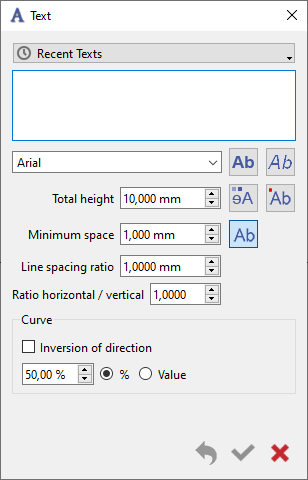 A Text
Recent Texts
Arial
Ab Ab
Total height 10,000 mm
Ab Ab
Minimum space 1,000 mm
Ab
Line spacing ratio 1,0000 mm
Ratio horizontal / vertical 1,0000
Curve
Inversion of direction
50,00 % % Value